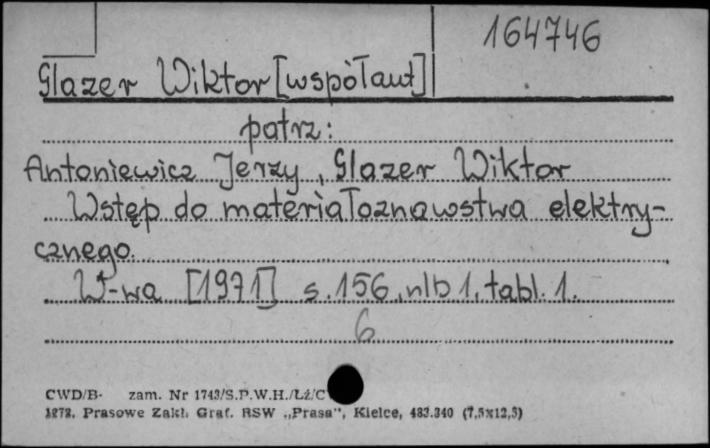 164746
Glazer Wiktor [współaut]
patrz:
Antoniewicz Jerzy, Glazer Wiktor
Wstęp do materiałoznawstwa elektry-
cznego.
W-wa [1971] s. 156, nlb 1, tabl. 1.
6
CWD/B- zam. Nr 1743/S.P.W.H./Łź/C
1272. Prasowe Zakł. Graf. RSW „Prasa”, Kielce, 483.340 (7,5x12,5)